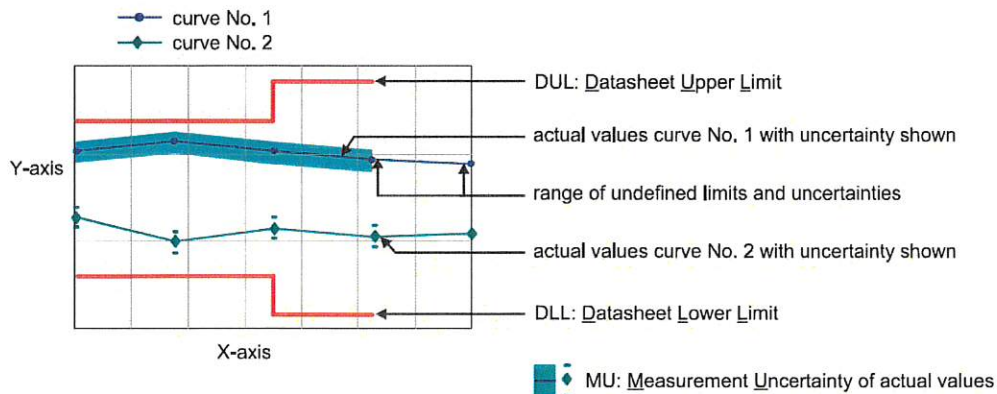 curve No. 1
curve No. 2
DUL: Datasheet Upper Limit
actual values curve No. 1 with uncertainty shown
Y-axis
range of undefined limits and uncertainties
actual values curve No. 2 with uncertainty shown
DLL: Datasheet Lower Limit
X-axis
MU: Measurement Uncertainty of actual values